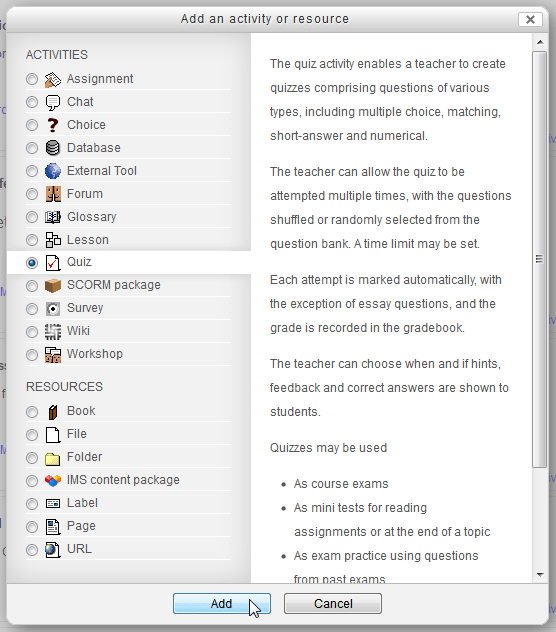 Add an activity or resource
ACTIVITIES
Assignment
Chat
Choice
Database
External Tool
Forum
Glossary
Lesson
Quiz
SCORM package
Survey
Wiki
Workshop
RESOURCES
Book
File
Folder
IMS content package
Label
Page
URL
The quiz activity enables a teacher to create
quizzes comprising questions of various
types, including multiple choice, matching,
short-answer and numerical.
The teacher can allow the quiz to be
attempted multiple times, with the questions
shuffled or randomly selected from the
question bank. A time limit may be set.
Each attempt is marked automatically, with
the exception of essay questions, and the
grade is recorded in the gradebook.
The teacher can choose when and if hints,
feedback and correct answers are shown to
students.
Quizzes may be used
• As course exams
• As mini tests for reading
assignments or at the end of a topic
• As exam practice using questions
from past exams
Add
Cancel